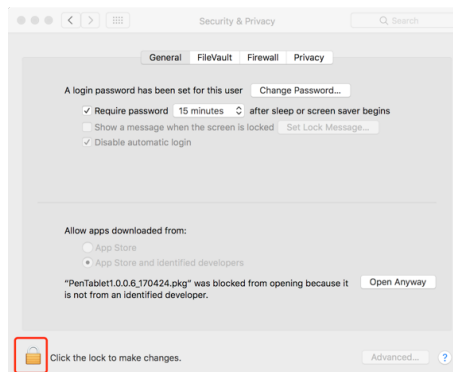 Security & Privacy
Search
General FileVault Firewall Privacy
A login password has been set for this user Change Password...
Require password 15 minutes after sleep or screen saver begins
Show a message when the screen is locked Set Lock Message...
Disable automatic login
Allow apps downloaded from:
App Store
App Store and identified developers
"PenTablet1.0.0.6_170424.pkg" was blocked from opening because it Open Anyway
is not from an identified developer.
Click the lock to make changes.
Advanced... ?